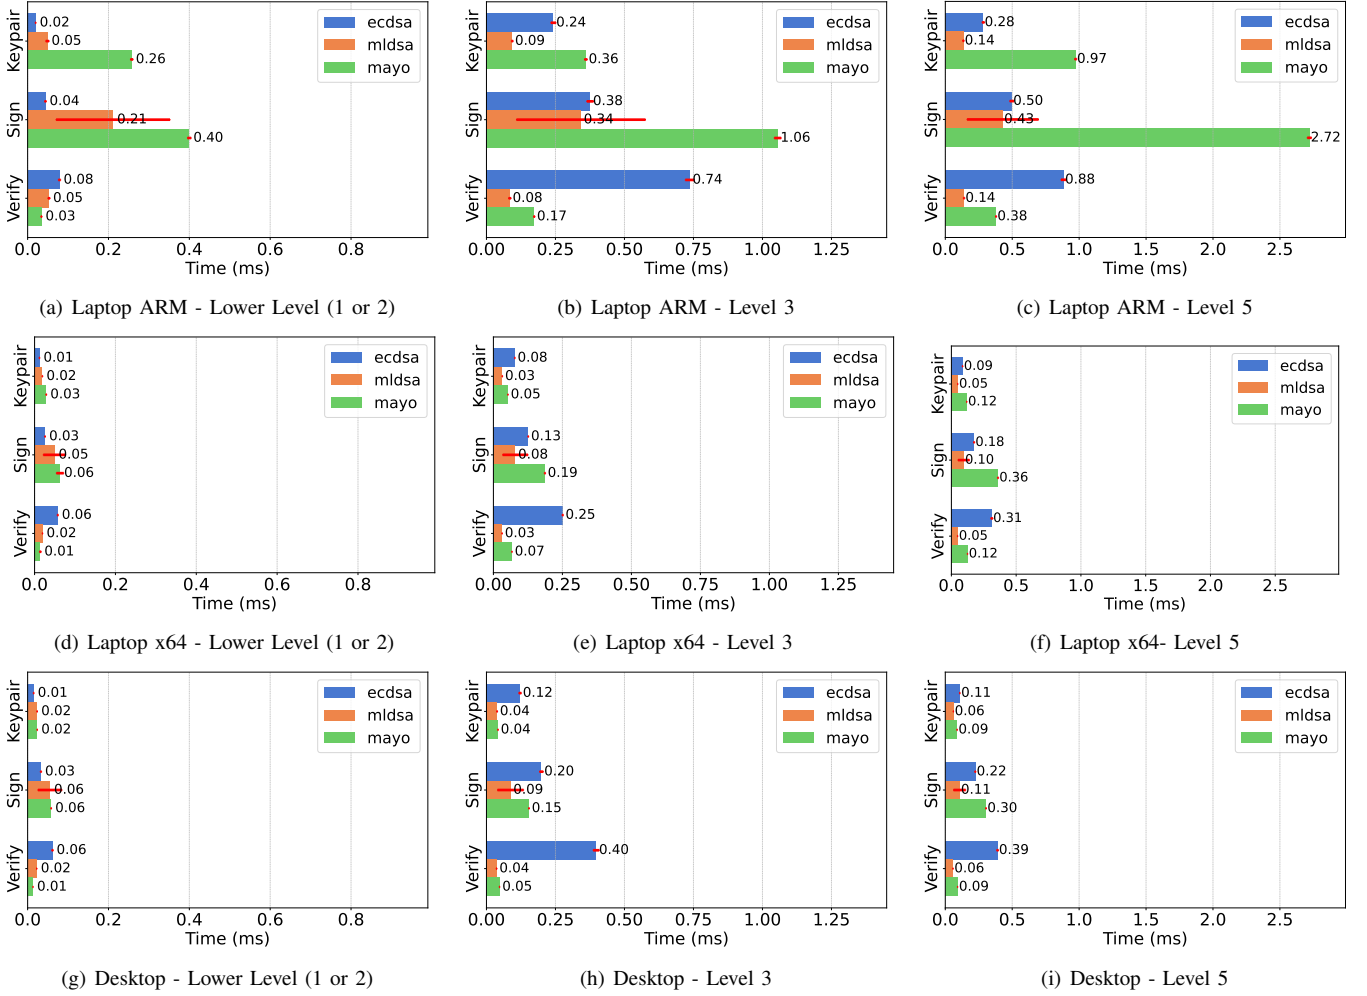 Keypair
0.02
0.05
0.26
Sign
0.04
0.21
0.40
Verify
0.08
0.05
0.03
ecdsa
mldsa
mayo
0.0 0.2 0.4 0.6 0.8
Time (ms)
(a) Laptop ARM - Lower Level (1 or 2)
Keypair
0.24
0.09
0.36
Sign
0.38
0.34
1.06
Verify
0.74
0.08
0.17
ecdsa
mldsa
mayo
0.00 0.25 0.50 0.75 1.00 1.25
Time (ms)
(b) Laptop ARM - Level 3
Keypair
0.28
0.14
0.97
Sign
0.50
0.43
2.72
Verify
0.88
0.14
0.38
ecdsa
mldsa
mayo
0.0 0.5 1.0 1.5 2.0 2.5
Time (ms)
(c) Laptop ARM - Level 5
Keypair
0.01
0.02
0.03
Sign
0.03
0.05
0.06
Verify
0.06
0.02
0.01
ecdsa
mldsa
mayo
0.0 0.2 0.4 0.6 0.8
Time (ms)
(d) Laptop x64 - Lower Level (1 or 2)
Keypair
0.08
0.03
0.05
Sign
0.13
0.08
0.19
Verify
0.25
0.03
0.07
ecdsa
mldsa
mayo
0.00 0.25 0.50 0.75 1.00 1.25
Time (ms)
(e) Laptop x64 - Level 3
Keypair
0.09
0.05
0.12
Sign
0.18
0.10
0.36
Verify
0.31
0.05
0.12
ecdsa
mldsa
mayo
0.0 0.5 1.0 1.5 2.0 2.5
Time (ms)
(f) Laptop x64- Level 5
Keypair
0.01
0.02
0.02
Sign
0.03
0.06
0.06
Verify
0.06
0.02
0.01
ecdsa
mldsa
mayo
0.0 0.2 0.4 0.6 0.8
Time (ms)
(g) Desktop - Lower Level (1 or 2)
Keypair
0.12
0.04
0.04
Sign
0.20
0.09
0.15
Verify
0.40
0.04
0.05
ecdsa
mldsa
mayo
0.00 0.25 0.50 0.75 1.00 1.25
Time (ms)
(h) Desktop - Level 3
Keypair
0.11
0.06
0.09
Sign
0.22
0.11
0.30
Verify
0.39
0.06
0.09
ecdsa
mldsa
mayo
0.0 0.5 1.0 1.5 2.0 2.5
Time (ms)
(i) Desktop - Level 5